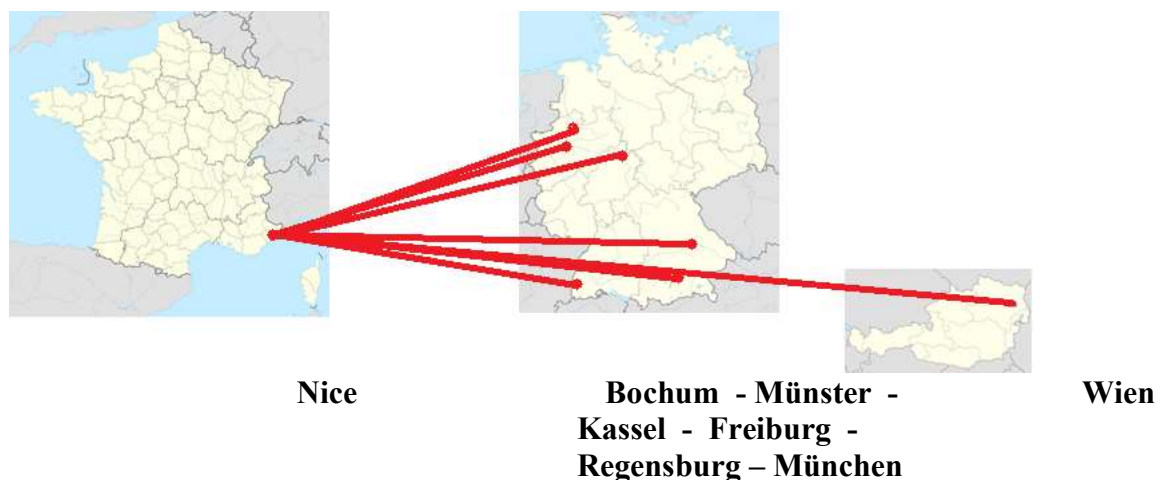 Nice Bochum - Münster - Wien
Kassel - Freiburg -
Regensburg – München